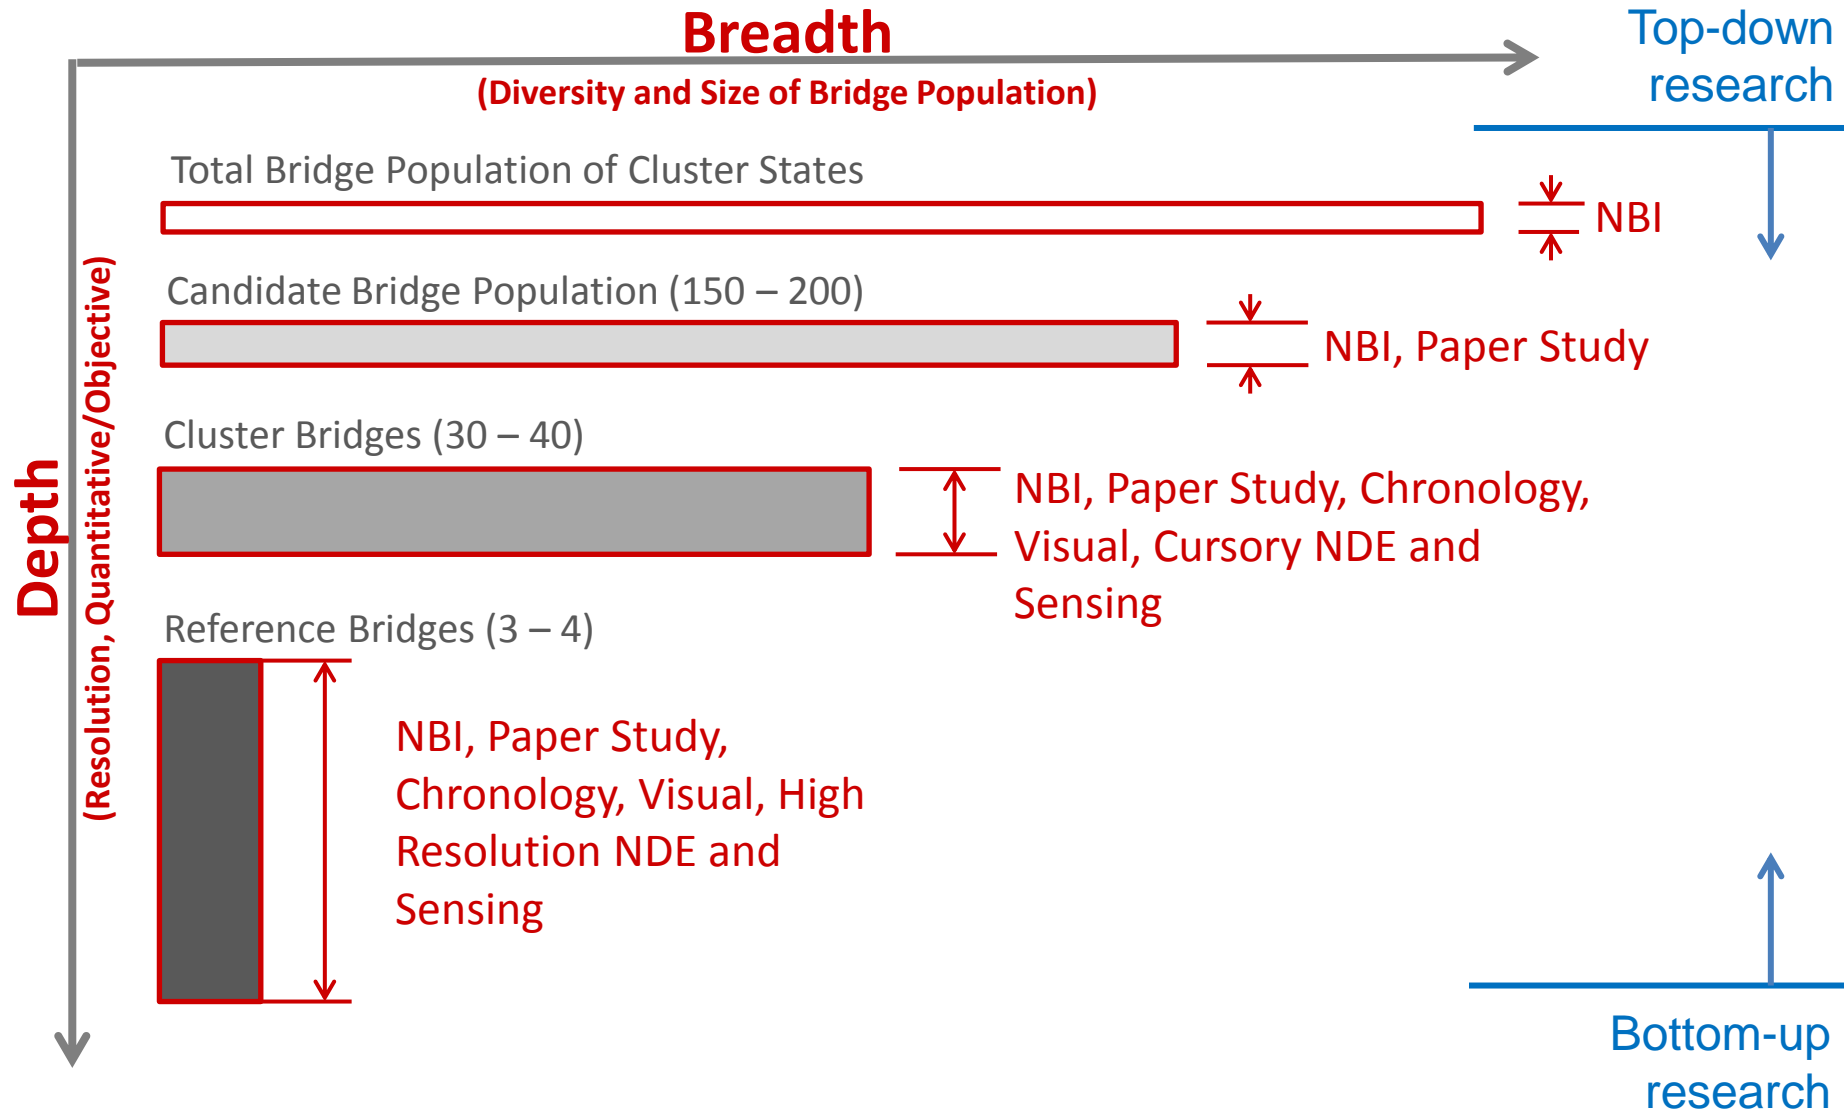 Breadth
(Diversity and Size of Bridge Population)
Top-down
research
Total Bridge Population of Cluster States
NBI
Candidate Bridge Population (150 – 200)
NBI, Paper Study
Cluster Bridges (30 – 40)
NBI, Paper Study, Chronology,
Visual, Cursory NDE and
Sensing
Depth
(Resolution, Quantitative/Objective)
Reference Bridges (3 – 4)
NBI, Paper Study,
Chronology, Visual, High
Resolution NDE and
Sensing
Bottom-up
research